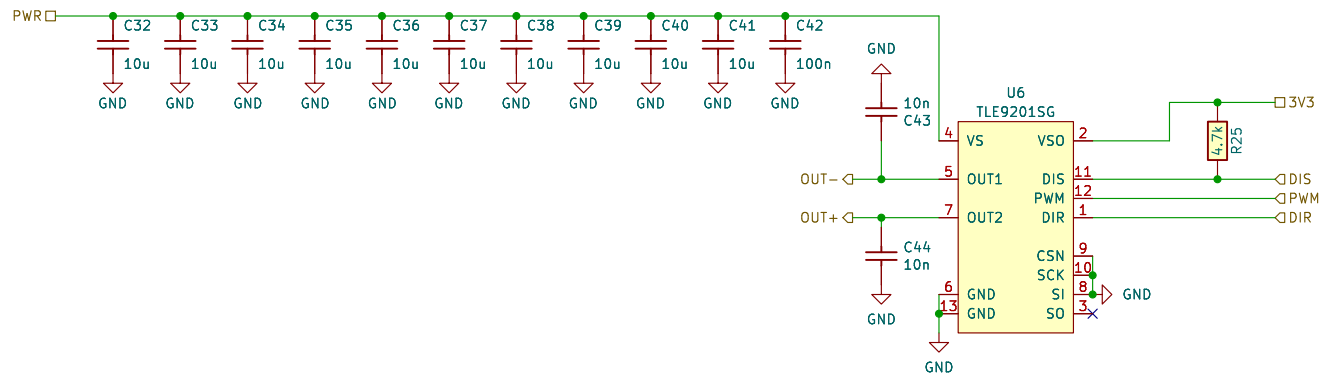 PWR
C32 C33 C34 C35 C36 C37 C38 C39 C40 C41 C42
10u 10u 10u 10u 10u 10u 10u 10u 10u 10u 100n
GND GND GND GND GND GND GND GND GND GND GND
GND
10n
C43
U6
TLE9201SG
4 VS VSO 2
3V3
4.7k
R25
OUT- 5 OUT1 DIS 11 DIS
PWM 12 PWM
OUT+ 7 OUT2 DIR 1 DIR
C44
10n
GND
CSN 9
SCK 10
6 GND SI 8 GND
13 GND SO 3
GND